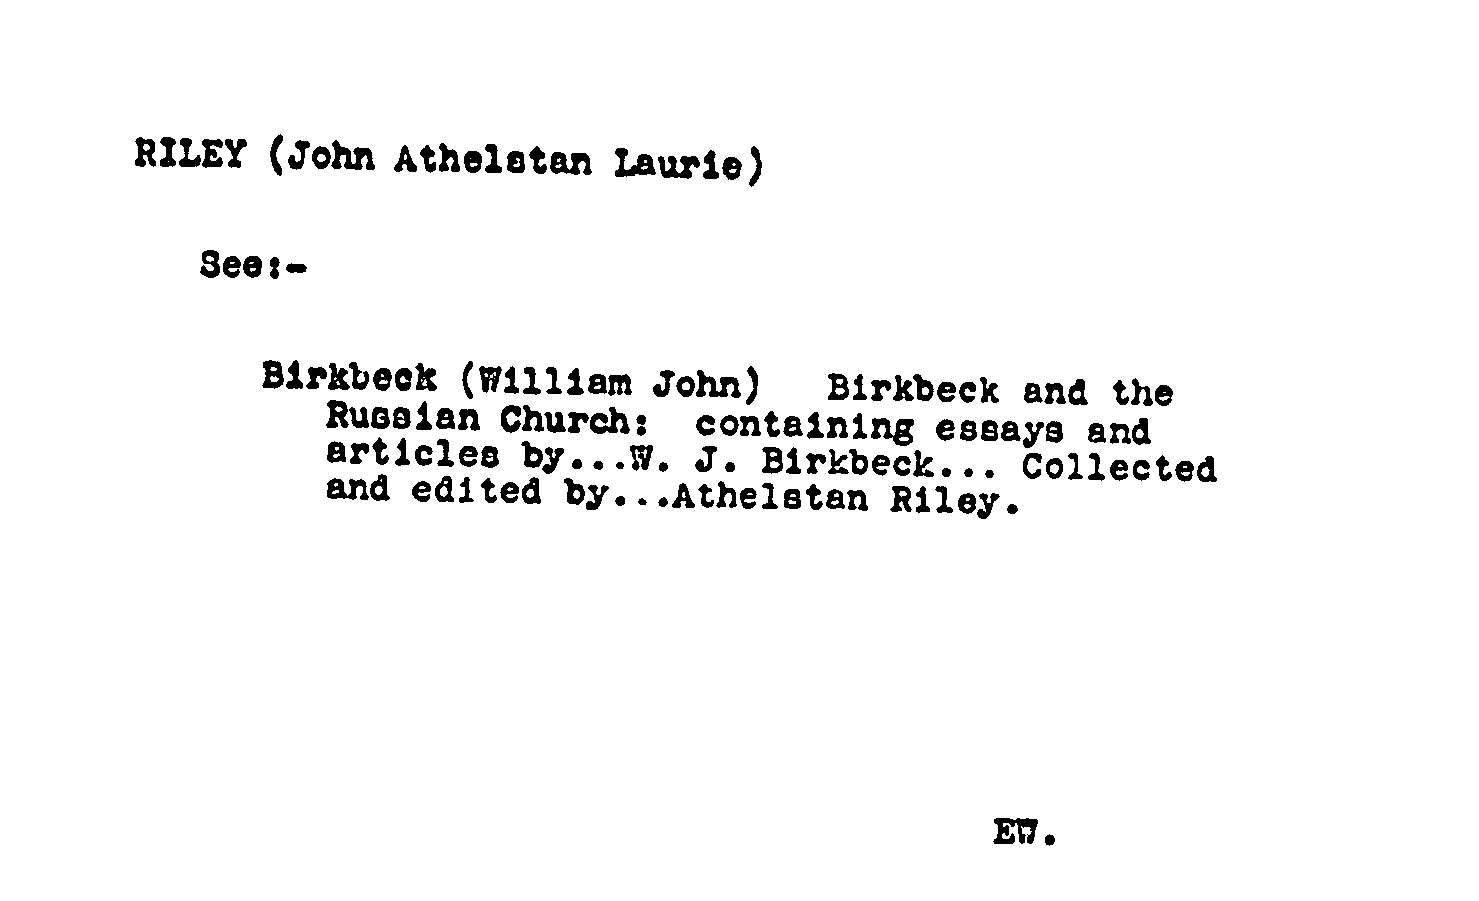 RILEY (John Athelstan Laurie)
See:-
Birkbeck (William John)   Birkbeck and the
Russian Church:  containing essays and
articles by...W. J. Birkbeck... Collected
and edited by...Athelstan Riley.
EW.